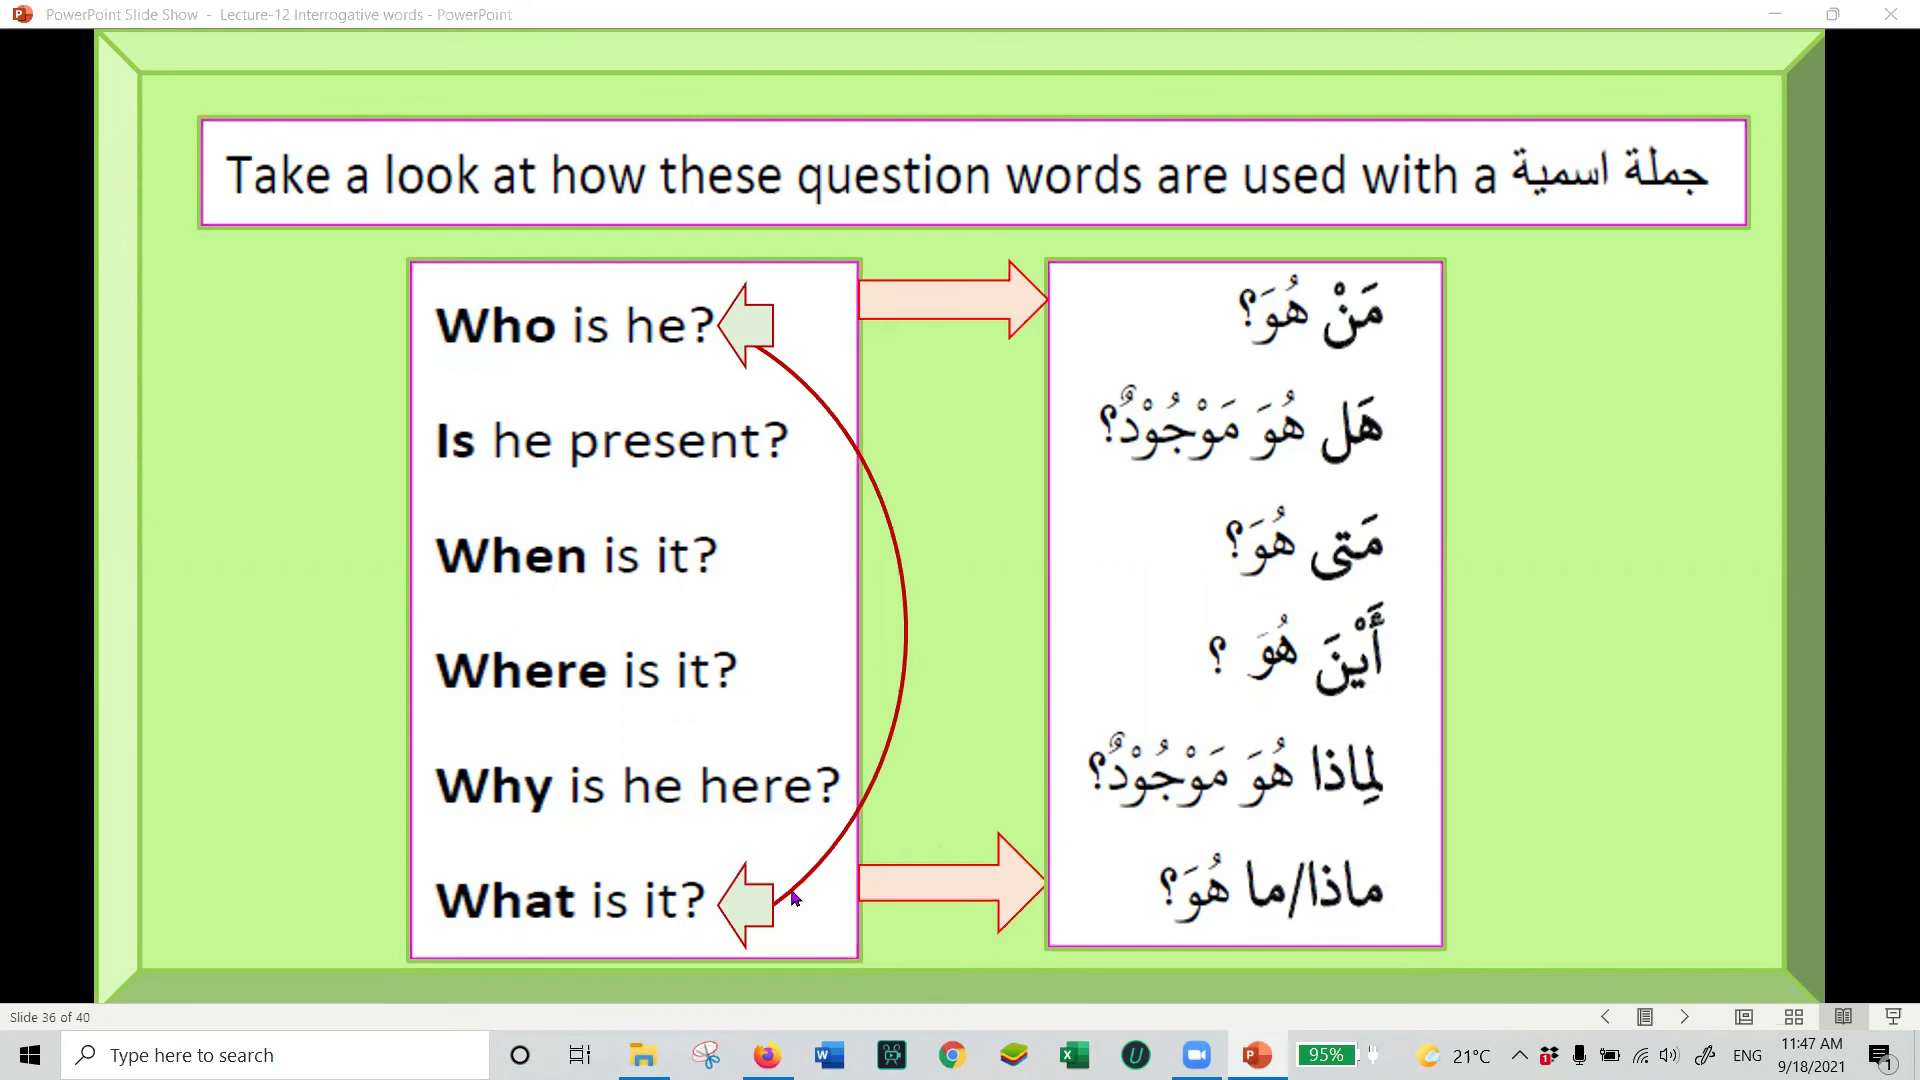 PowerPoint Slide Show - Lecture-12 Interrogative words - PowerPoint
Take a look at how these question words are used with a جملة اسمية
Who is he?
Is he present?
When is it?
Where is it?
Why is he here?
What is it?
مَنْ هُوَ؟
هَل هُوَ مَوْجُوْدٌ؟
مَتى هُوَ؟
أَيْنَ هُوَ ؟
لِماذا هُوَ مَوْجُوْدٌ؟
ماذا/ما هُوَ؟
Slide 36 of 40
Type here to search
95%
21°C
ENG
11:47 AM
9/18/2021
1